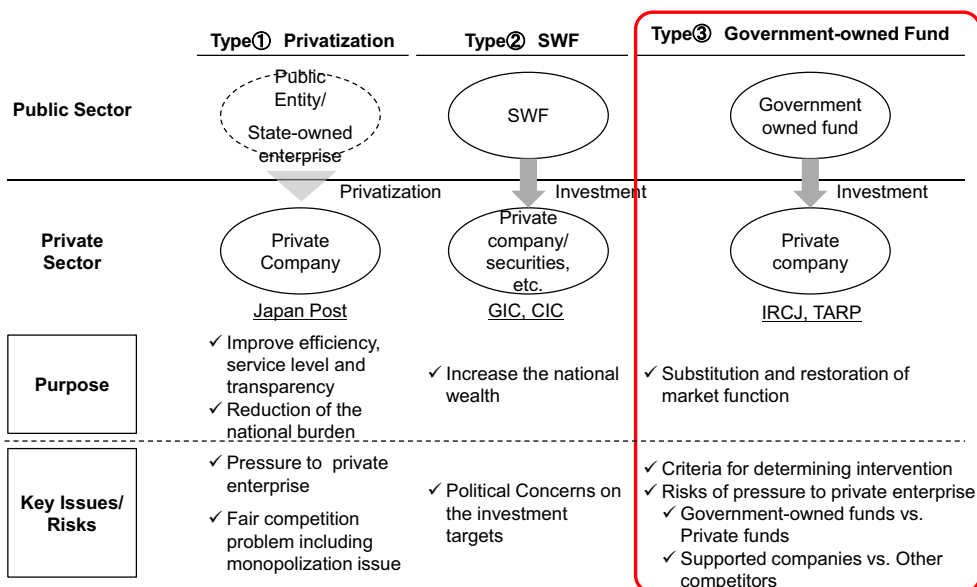 Type① Privatization
Type② SWF
Type③ Government-owned Fund
Public Sector
Public
Entity/
State-owned
enterprise
SWF
Government
owned fund
Privatization
Investment
Investment
Private
Sector
Private
Company
Private
company/
securities,
etc.
Private
company
Japan Post
GIC, CIC
IRCJ, TARP
Purpose
✓ Improve efficiency,
service level and
transparency
✓ Reduction of the
national burden
✓ Increase the national
wealth
✓ Substitution and restoration of
market function
Key Issues/
Risks
✓ Pressure to private
enterprise
✓ Fair competition
problem including
monopolization issue
✓ Political Concerns on
the investment
targets
✓ Criteria for determining intervention
✓ Risks of pressure to private enterprise
✓ Government-owned funds vs.
Private funds
✓ Supported companies vs. Other
competitors